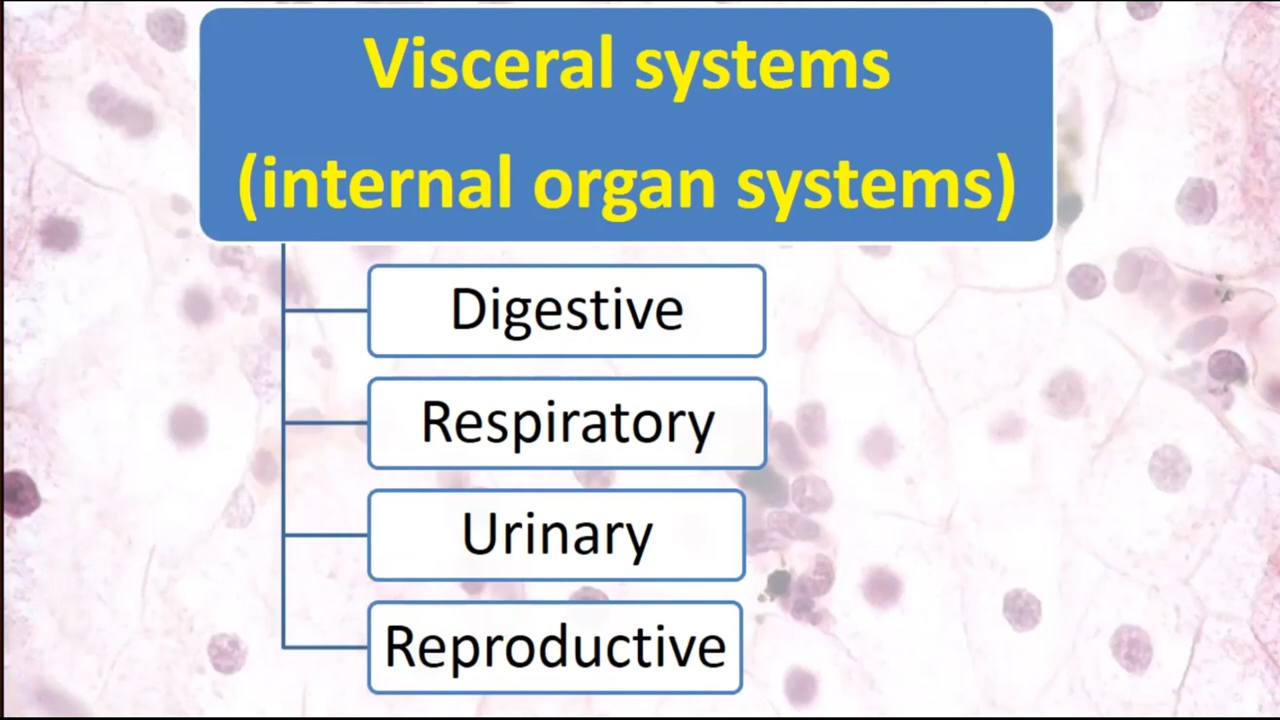 Visceral systems
(internal organ systems)
Digestive
Respiratory
Urinary
Reproductive